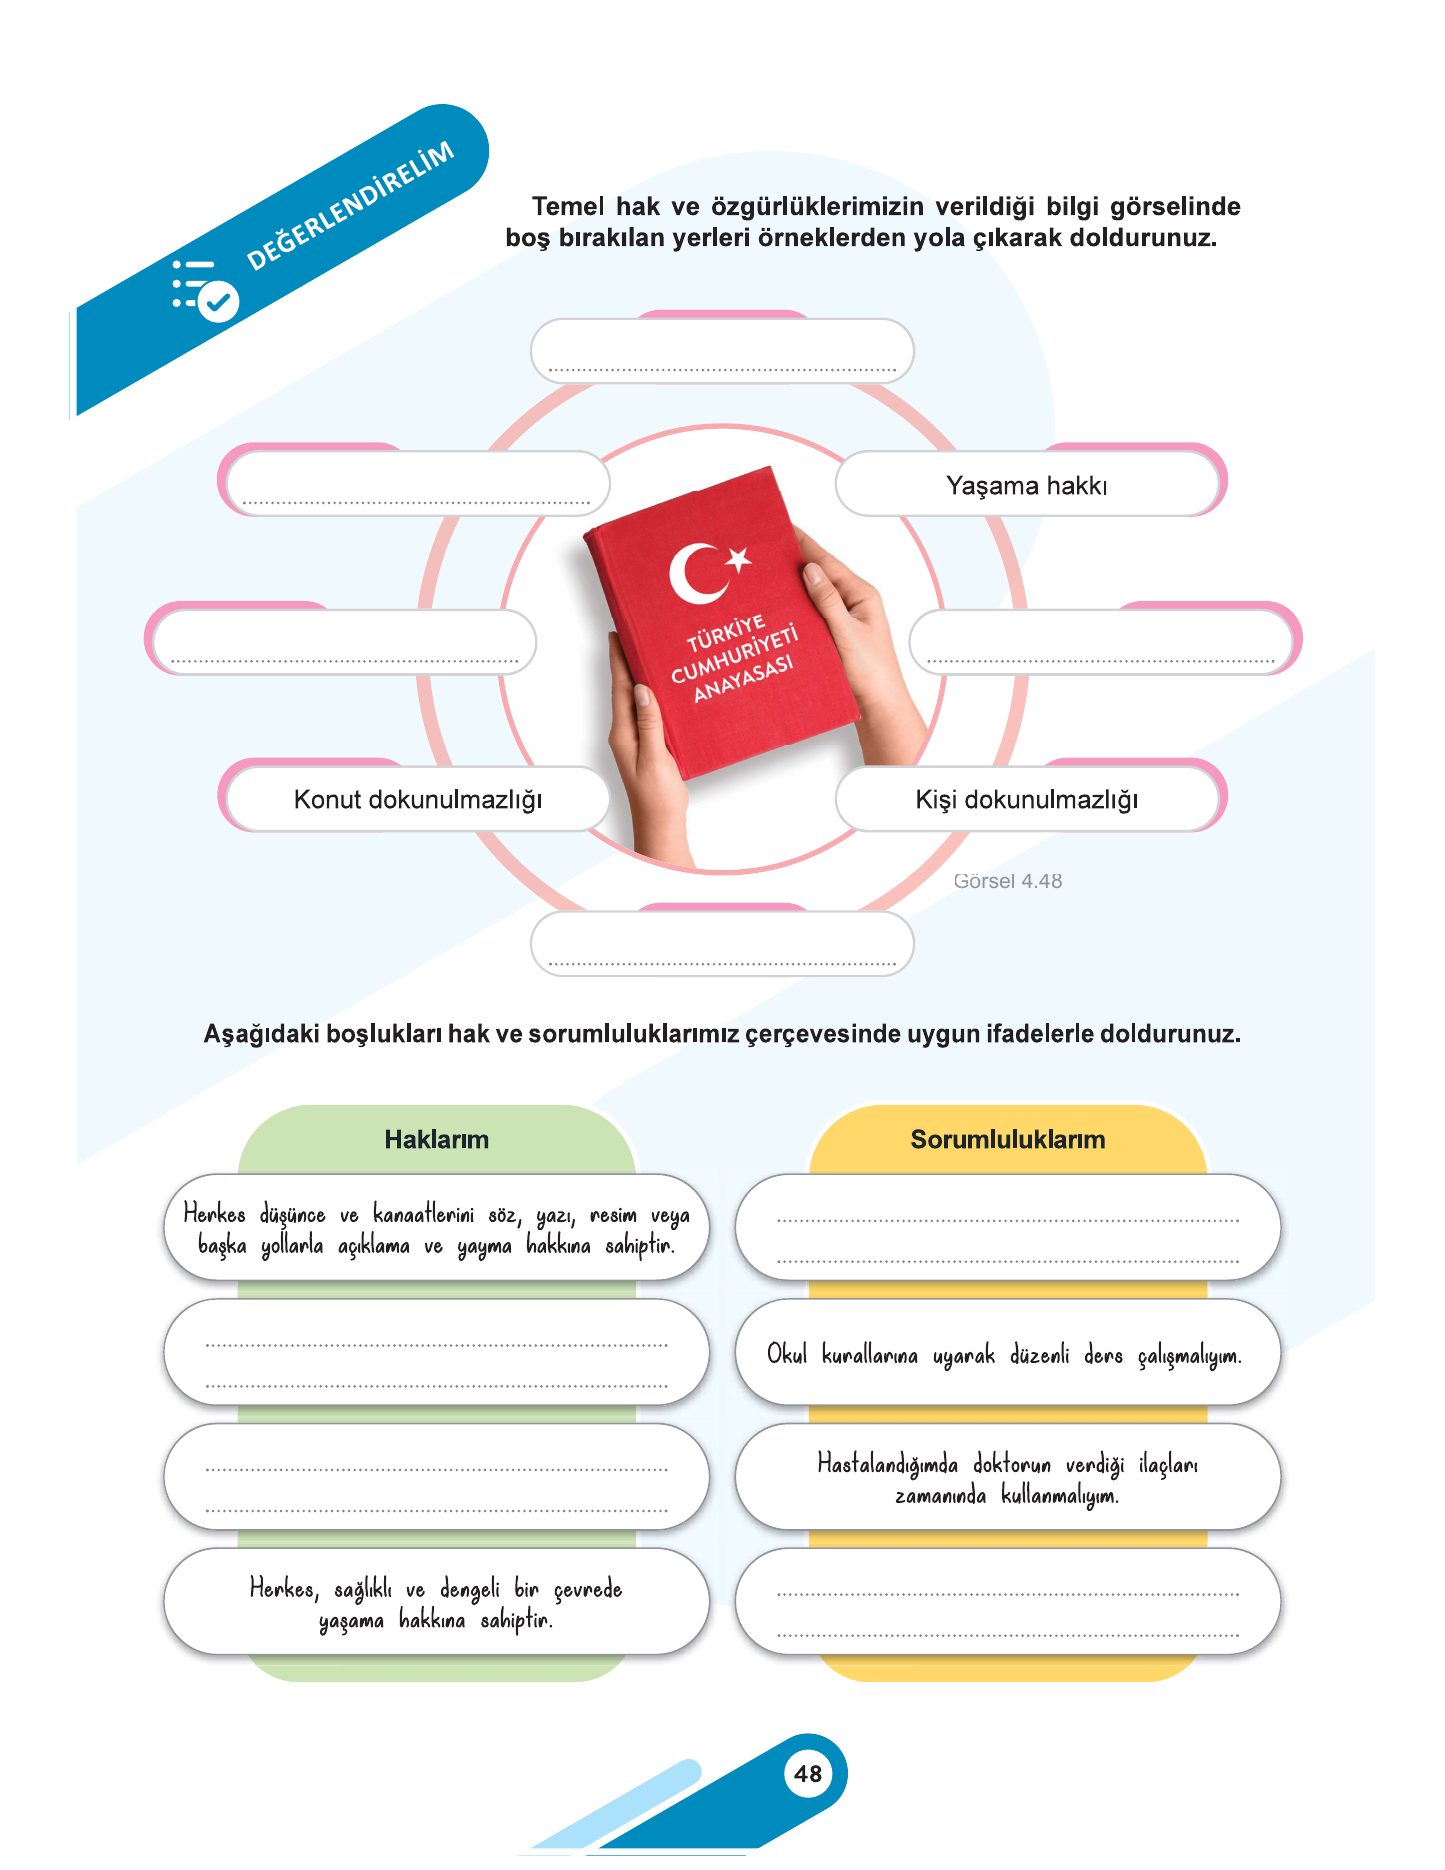 DEĞERLENDİRELİM
Temel hak ve özgürlüklerimizin verildiği bilgi görselinde
boş bırakılan yerleri örneklerden yola çıkarak doldurunuz.
Yaşama hakkı
TÜRKİYE
CUMHURİYETİ
ANAYASASI
Konut dokunulmazlığı
Kişi dokunulmazlığı
Görsel 4.48
Aşağıdaki boşlukları hak ve sorumluluklarımız çerçevesinde uygun ifadelerle doldurunuz.
Haklarım
Herkes düşünce ve kanaatlerini söz, yazı, resim veya
başka yollarla açıklama ve yayma hakkına sahiptir.
Herkes, sağlıklı ve dengeli bir çevrede
yaşama hakkına sahiptir.
Sorumluluklarım
Okul kurallarına uyarak düzenli ders çalışmalıyım.
Hastalandığımda doktorun verdiği ilaçları
zamanında kullanmalıyım.
48